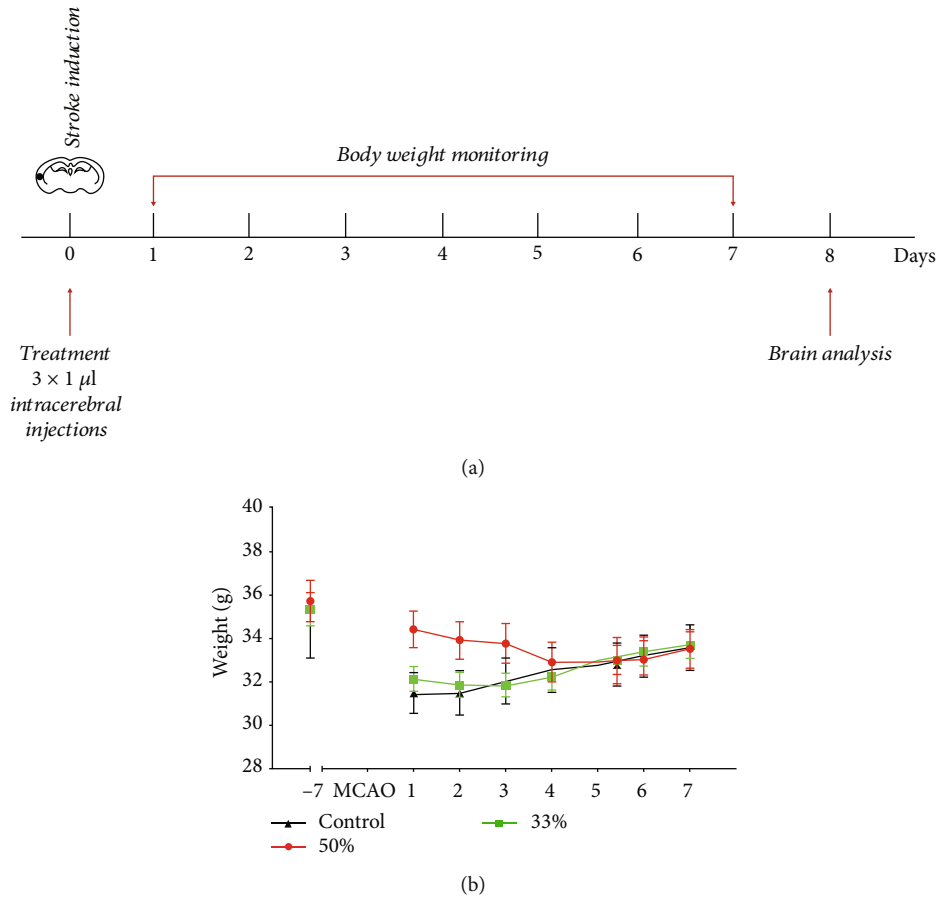 Stroke induction
Body weight monitoring
0 1 2 3 4 5 6 7 8 Days
Treatment
3 × 1 μl
intracerebral
injections
Brain analysis
(a)
Weight (g)
40
38
36
34
32
30
28
–7 MCAO 1 2 3 4 5 6 7
Control 33%
50%
(b)